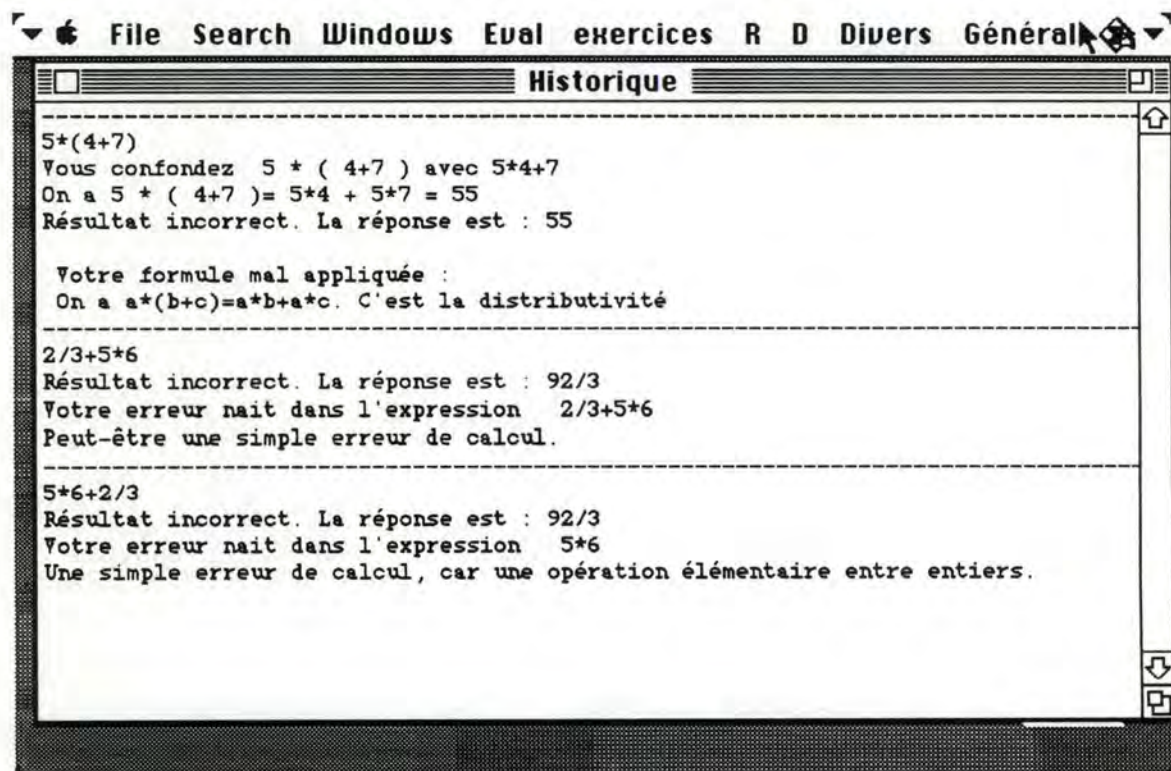 File Search Windows Eval exercices R D Divers Général
Historique
5*(4+7)
Vous confondez 5 * ( 4+7 ) avec 5*4+7
On a 5 * ( 4+7 )= 5*4 + 5*7 = 55
Résultat incorrect. La réponse est : 55
Votre formule mal appliquée :
On a a*(b+c)=a*b+a*c. C'est la distributivité
2/3+5*6
Résultat incorrect. La réponse est : 92/3
Votre erreur nait dans l'expression 2/3+5*6
Peut-être une simple erreur de calcul.
5*6+2/3
Résultat incorrect. La réponse est : 92/3
Votre erreur nait dans l'expression 5*6
Une simple erreur de calcul, car une opération élémentaire entre entiers.